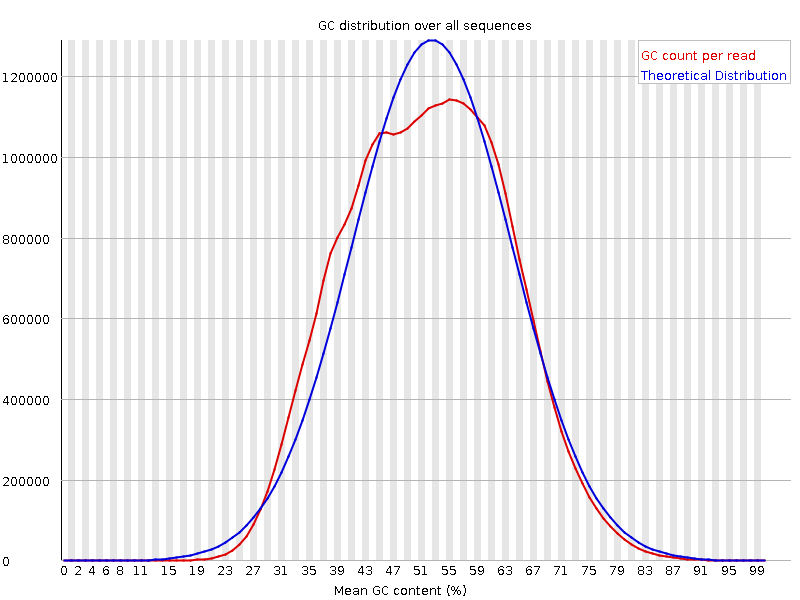 GC distribution over all sequences
GC count per read
Theoretical Distribution
1200000
1000000
800000
600000
400000
200000
0
0 2 4 6 8 11 15 19 23 27 31 35 39 43 47 51 55 59 63 67 71 75 79 83 87 91 95 99
Mean GC content (%)